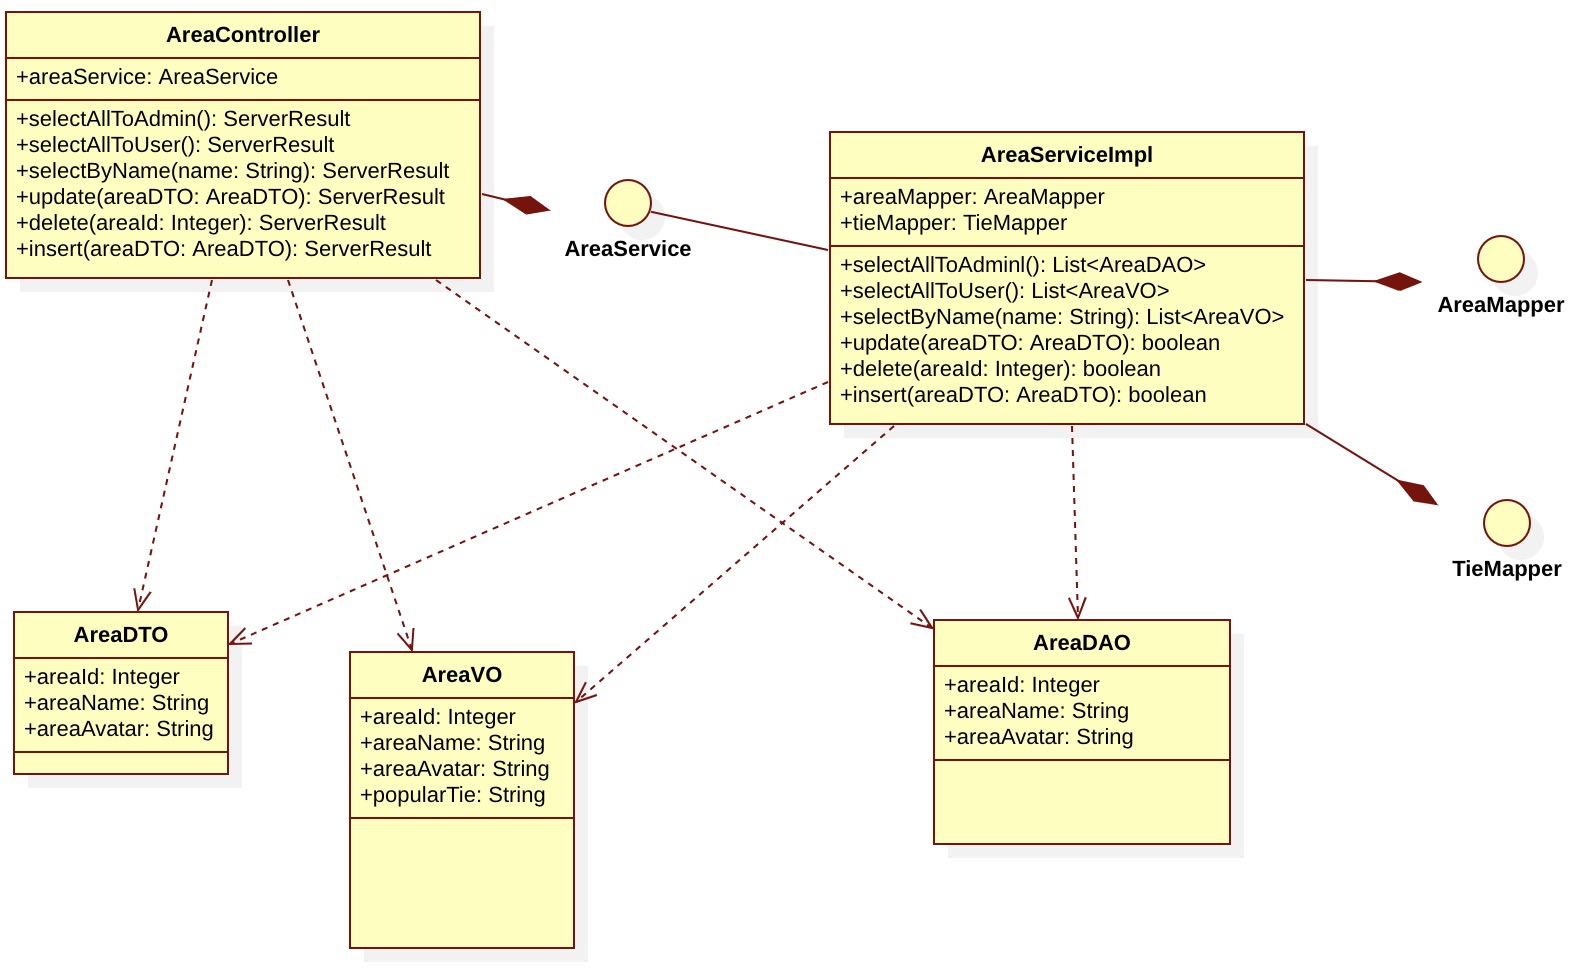 AreaController
+areaService: AreaService
+selectAllToAdmin(): ServerResult
+selectAllToUser(): ServerResult
+selectByName(name: String): ServerResult
+update(areaDTO: AreaDTO): ServerResult
+delete(areaId: Integer): ServerResult
+insert(areaDTO: AreaDTO): ServerResult
AreaService
AreaServiceImpl
+areaMapper: AreaMapper
+tieMapper: TieMapper
+selectAllToAdminl(): List<AreaDAO>
+selectAllToUser(): List<AreaVO>
+selectByName(name: String): List<AreaVO>
+update(areaDTO: AreaDTO): boolean
+delete(areaId: Integer): boolean
+insert(areaDTO: AreaDTO): boolean
AreaMapper
TieMapper
AreaDTO
+areaId: Integer
+areaName: String
+areaAvatar: String
AreaVO
+areaId: Integer
+areaName: String
+areaAvatar: String
+popularTie: String
AreaDAO
+areaId: Integer
+areaName: String
+areaAvatar: String